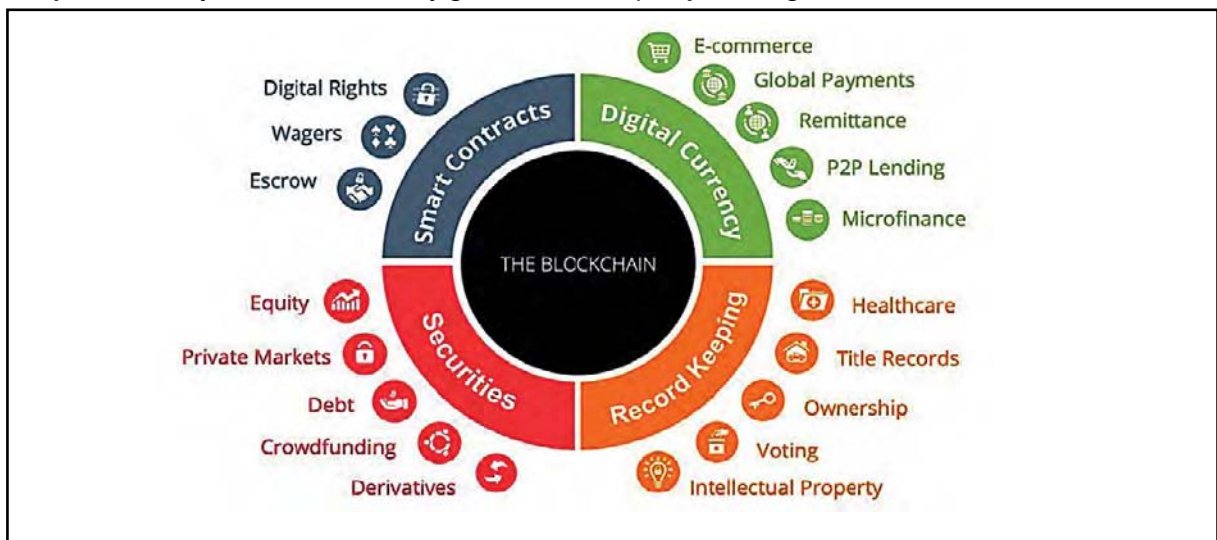 E-commerce
Global Payments
Remittance
P2P Lending
Microfinance
Digital Rights
Wagers
Escrow
Smart Contracts
Digital Currency
THE BLOCKCHAIN
Securities
Record Keeping
Equity
Private Markets
Debt
Crowdfunding
Derivatives
Healthcare
Title Records
Ownership
Voting
Intellectual Property